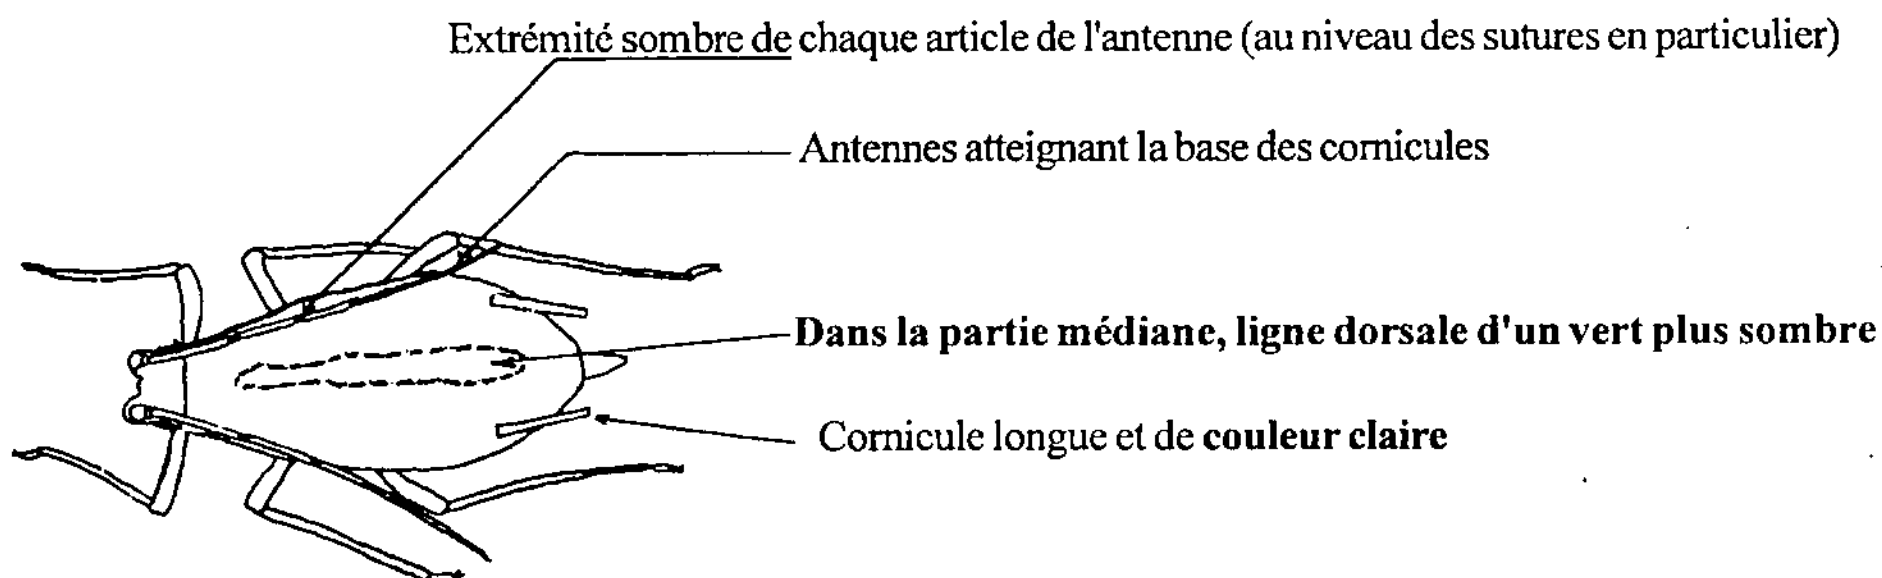 Extrémité sombre de chaque article de l'antenne (au niveau des sutures en particulier)
Antennes atteignant la base des cornicules
Dans la partie médiane, ligne dorsale d'un vert plus sombre
Cornicule longue et de couleur claire